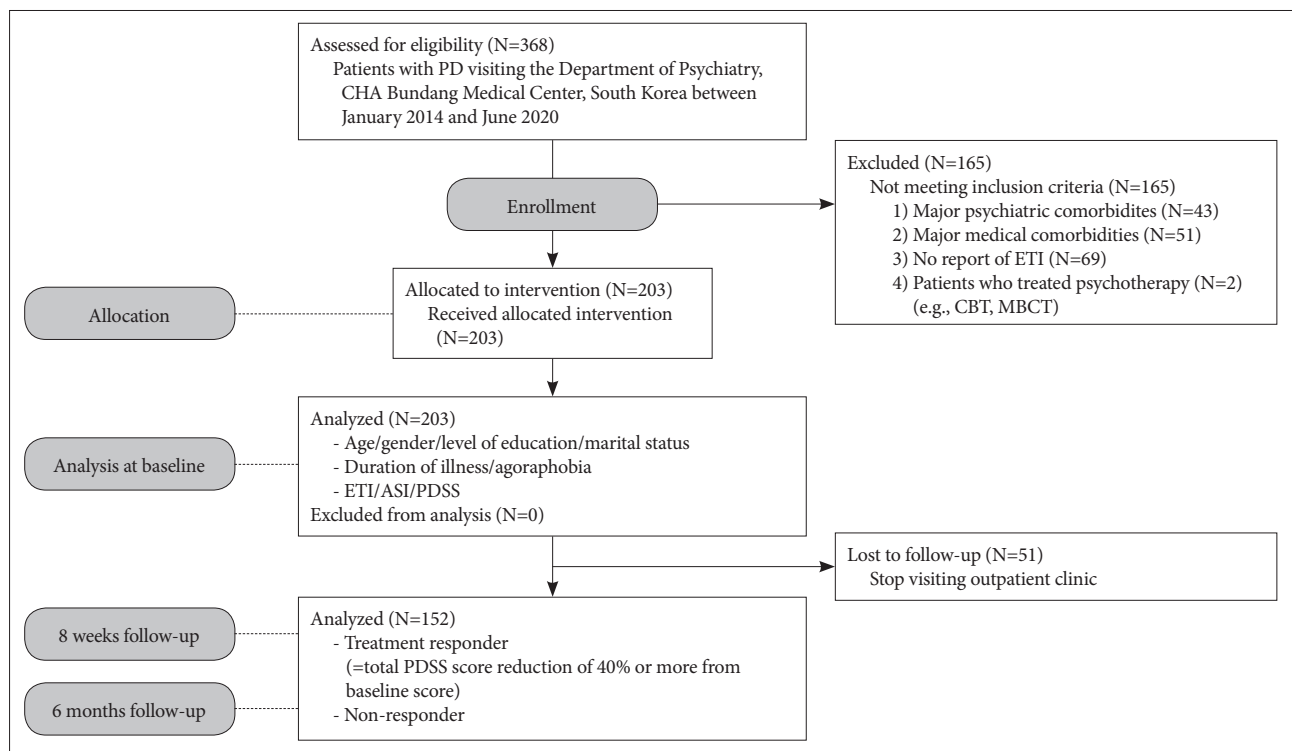 Assessed for eligibility (N=368)
Patients with PD visiting the Department of Psychiatry,
CHA Bundang Medical Center, South Korea between
January 2014 and June 2020
Enrollment
Excluded (N=165)
Not meeting inclusion criteria (N=165)
1) Major psychiatric comorbidites (N=43)
2) Major medical comorbidities (N=51)
3) No report of ETI (N=69)
4) Patients who treated psychotherapy (N=2)
(e.g., CBT, MBCT)
Allocation
Allocated to intervention (N=203)
Received allocated intervention
(N=203)
Analysis at baseline
Analyzed (N=203)
- Age/gender/level of education/marital status
- Duration of illness/agoraphobia
- ETI/ASI/PDSS
Excluded from analysis (N=0)
Lost to follow-up (N=51)
Stop visiting outpatient clinic
8 weeks follow-up
6 months follow-up
Analyzed (N=152)
- Treatment responder
(=total PDSS score reduction of 40% or more from
baseline score)
- Non-responder